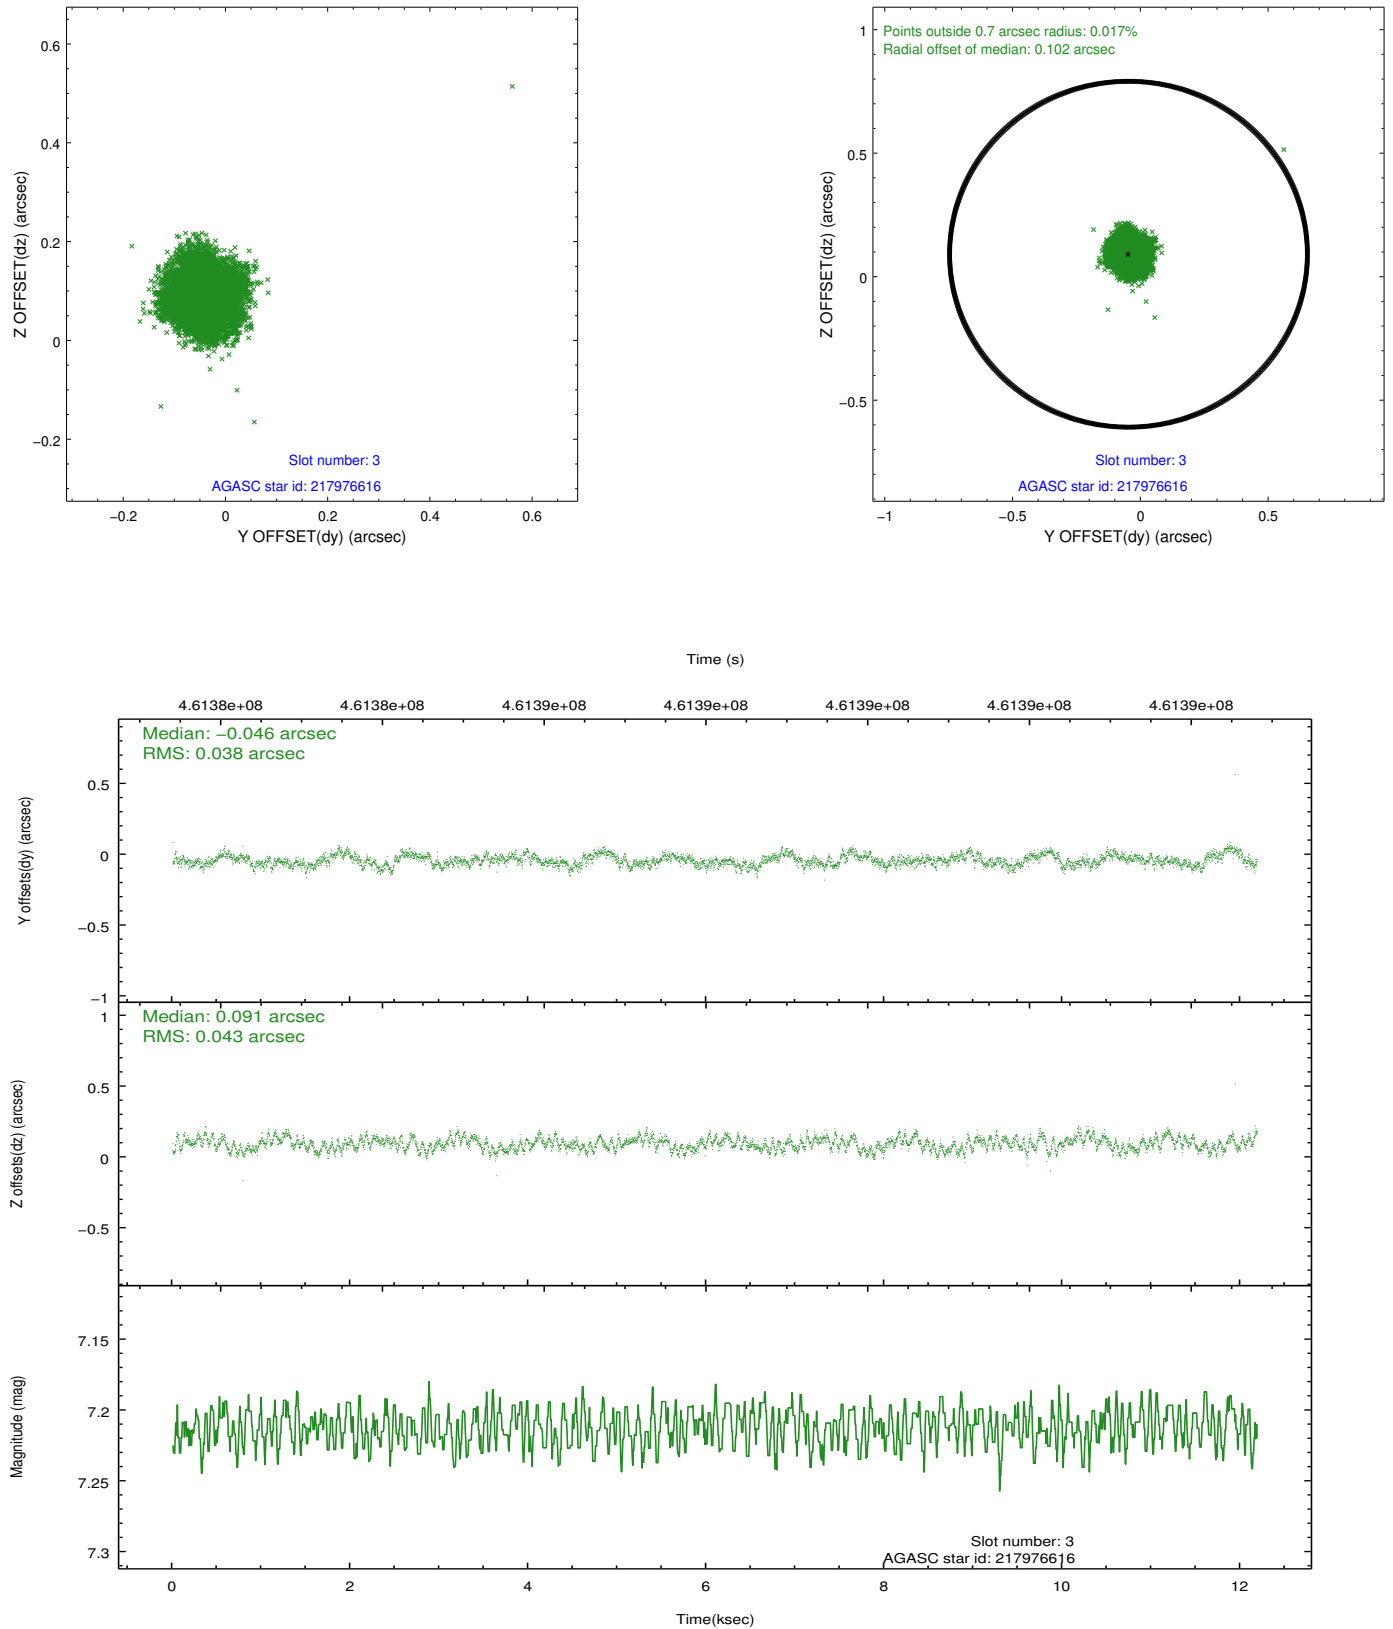 0.6
0.4
0.2
0
−0.2
Z OFFSET(dz) (arcsec)
Slot number: 3
AGASC star id: 217976616
−0.2 0 0.2 0.4 0.6
Y OFFSET(dy) (arcsec)
Points outside 0.7 arcsec radius: 0.017%
Radial offset of median: 0.102 arcsec
1
0.5
0
−0.5
Z OFFSET(dz) (arcsec)
Slot number: 3
AGASC star id: 217976616
−1 −0.5 0 0.5
Y OFFSET(dy) (arcsec)
Time (s)
4.6138e+08 4.6138e+08 4.6139e+08 4.6139e+08 4.6139e+08 4.6139e+08 4.6139e+08
Median: −0.046 arcsec
RMS: 0.038 arcsec
0.5
0
−0.5
−1
Y offsets(dy) (arcsec)
Median: 0.091 arcsec
RMS: 0.043 arcsec
1
0.5
0
−0.5
Z offsets(dz) (arcsec)
7.15
7.2
7.25
7.3
Magnitude (mag)
Slot number: 3
AGASC star id: 217976616
0 2 4 6 8 10 12
Time(ksec)